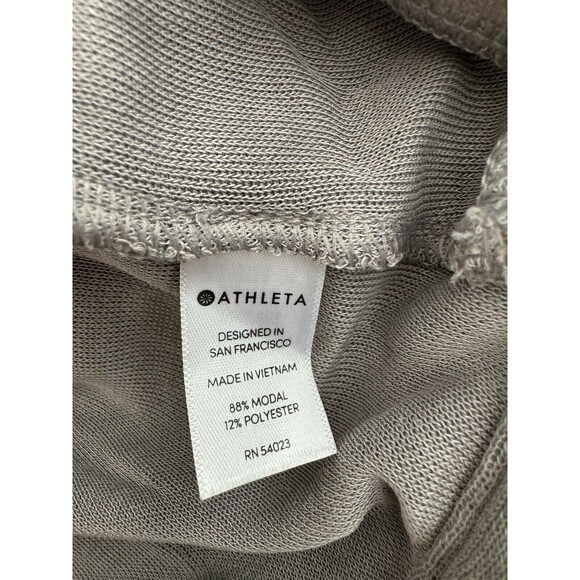 ATHLETA
DESIGNED IN
SAN FRANCISCO
MADE IN VIETNAM
88% MODAL
12% POLYESTER
RN 54023